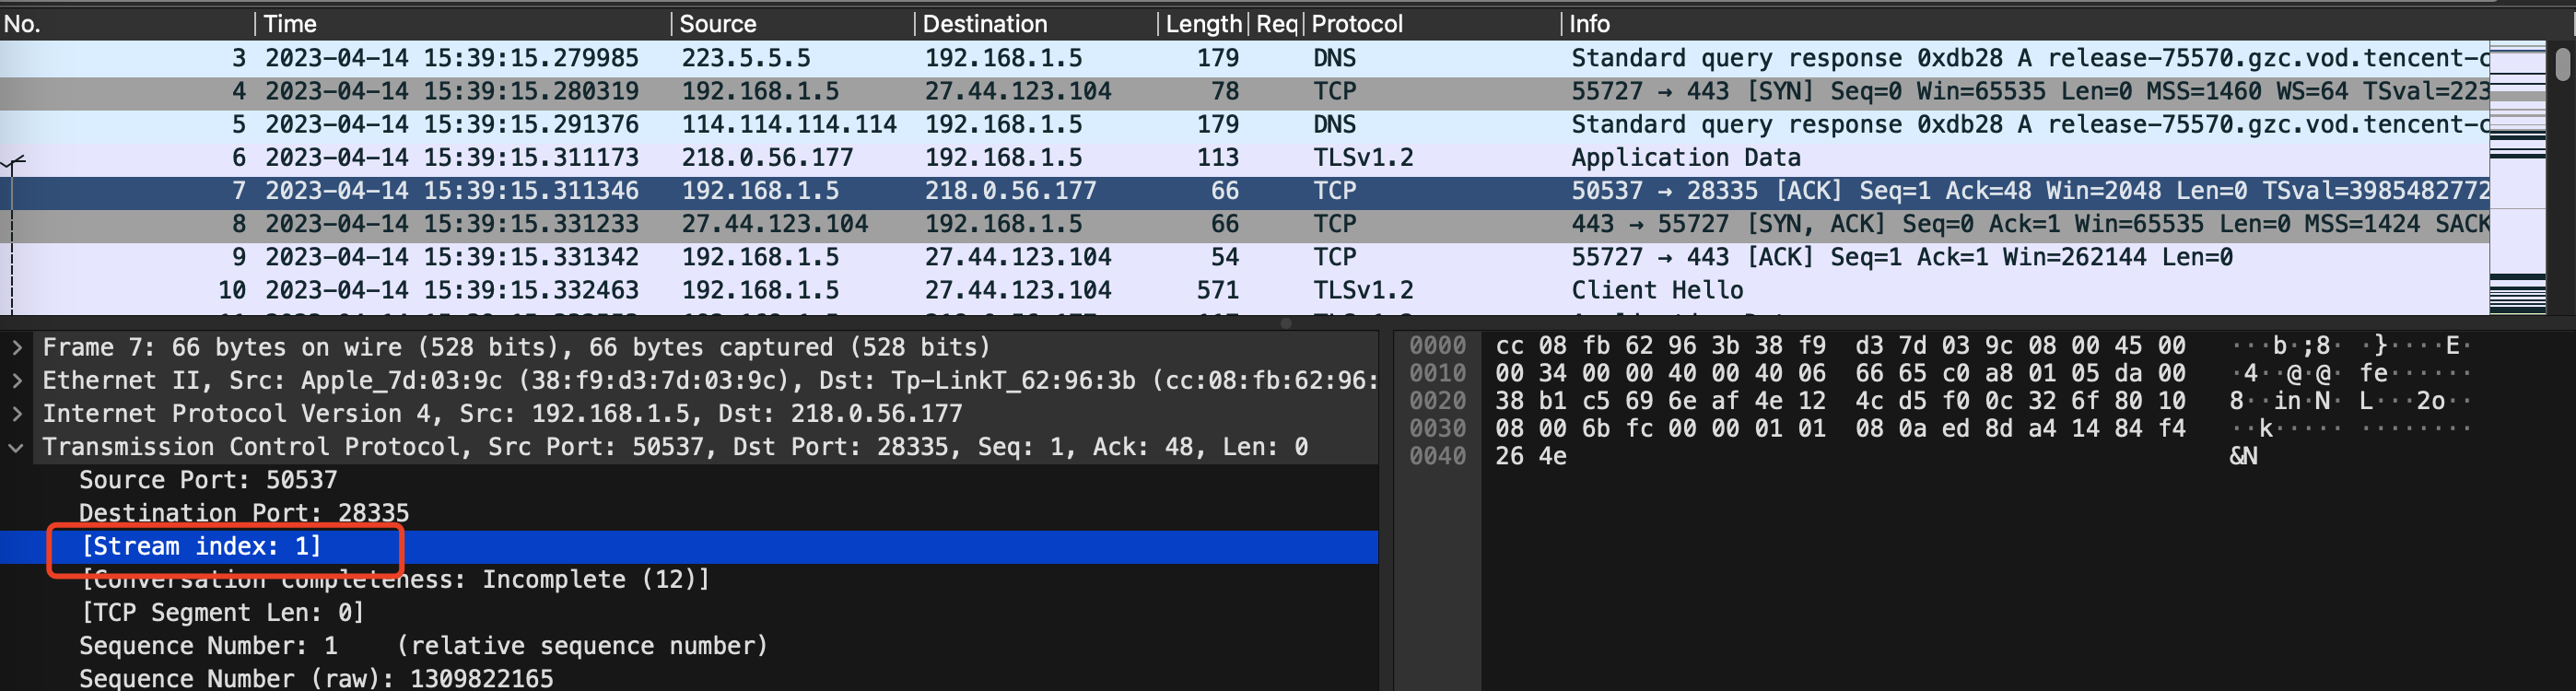 No. Time Source Destination Length Req Protocol Info
3 2023-04-14 15:39:15.279985 223.5.5.5 192.168.1.5 179 DNS Standard query response 0xdb28 A release-75570.gzc.vod.tencent-c
4 2023-04-14 15:39:15.280319 192.168.1.5 27.44.123.104 78 TCP 55727 → 443 [SYN] Seq=0 Win=65535 Len=0 MSS=1460 WS=64 TSval=223
5 2023-04-14 15:39:15.291376 114.114.114.114 192.168.1.5 179 DNS Standard query response 0xdb28 A release-75570.gzc.vod.tencent-c
6 2023-04-14 15:39:15.311173 218.0.56.177 192.168.1.5 113 TLSv1.2 Application Data
7 2023-04-14 15:39:15.311346 192.168.1.5 218.0.56.177 66 TCP 50537 → 28335 [ACK] Seq=1 Ack=48 Win=2048 Len=0 TSval=3985482772
8 2023-04-14 15:39:15.331233 27.44.123.104 192.168.1.5 66 TCP 443 → 55727 [SYN, ACK] Seq=0 Ack=1 Win=65535 Len=0 MSS=1424 SACK
9 2023-04-14 15:39:15.331342 192.168.1.5 27.44.123.104 54 TCP 55727 → 443 [ACK] Seq=1 Ack=1 Win=262144 Len=0
10 2023-04-14 15:39:15.332463 192.168.1.5 27.44.123.104 571 TLSv1.2 Client Hello
Frame 7: 66 bytes on wire (528 bits), 66 bytes captured (528 bits)
Ethernet II, Src: Apple_7d:03:9c (38:f9:d3:7d:03:9c), Dst: Tp-LinkT_62:96:3b (cc:08:fb:62:96:
Internet Protocol Version 4, Src: 192.168.1.5, Dst: 218.0.56.177
Transmission Control Protocol, Src Port: 50537, Dst Port: 28335, Seq: 1, Ack: 48, Len: 0
Source Port: 50537
Destination Port: 28335
[Stream index: 1]
[Conversation completeness: Incomplete (12)]
[TCP Segment Len: 0]
Sequence Number: 1 (relative sequence number)
Sequence Number (raw): 1309822165
0000 cc 08 fb 62 96 3b 38 f9 d3 7d 03 9c 08 00 45 00 ···b·;8· ·}····E·
0010 00 34 00 00 40 00 40 06 66 65 c0 a8 01 05 da 00 ·4··@·@· fe······
0020 38 b1 c5 69 6e af 4e 12 4c d5 f0 0c 32 6f 80 10 8··in·N· L···2o··
0030 08 00 6b fc 00 00 01 01 08 0a ed 8d a4 14 84 f4 ··k····· ········
0040 26 4e &N